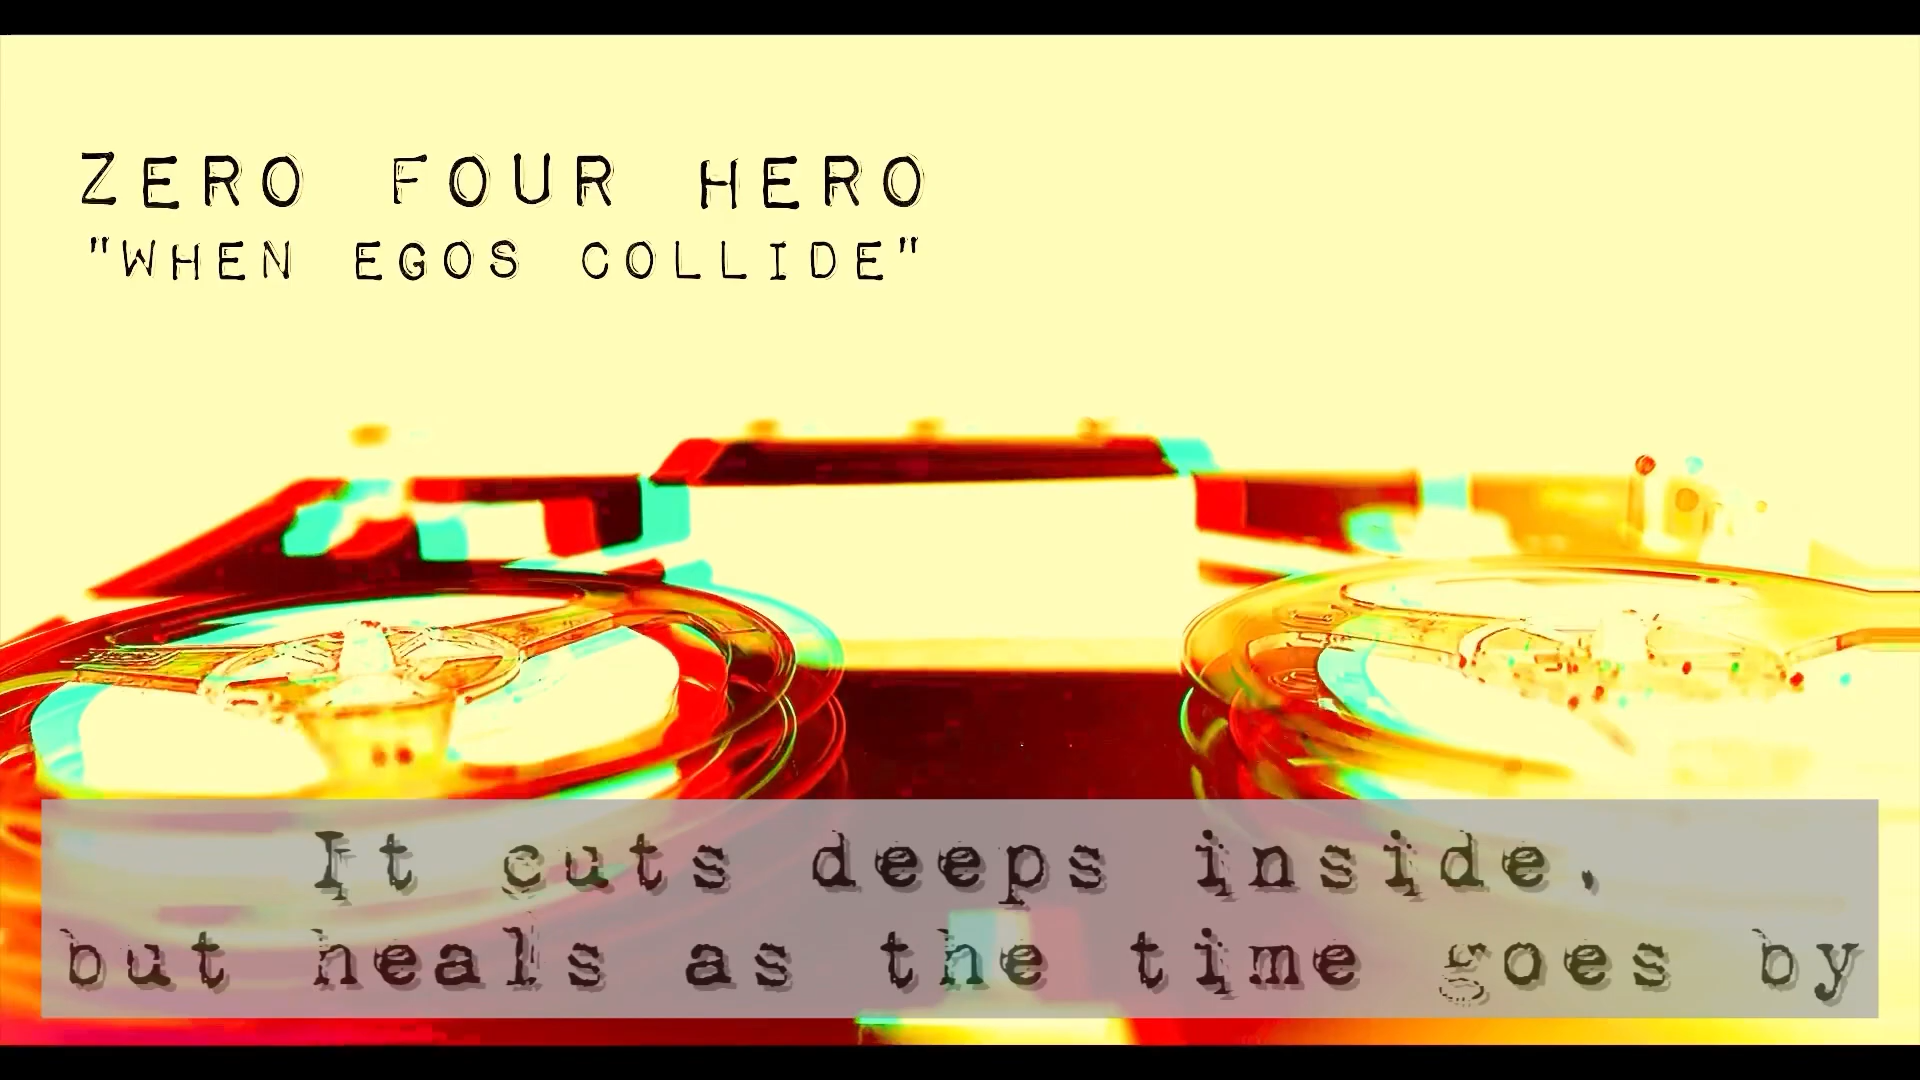 ZERO FOUR HERO
"WHEN EGOS COLLIDE"
It cuts deeps inside,
but heals as the time goes by